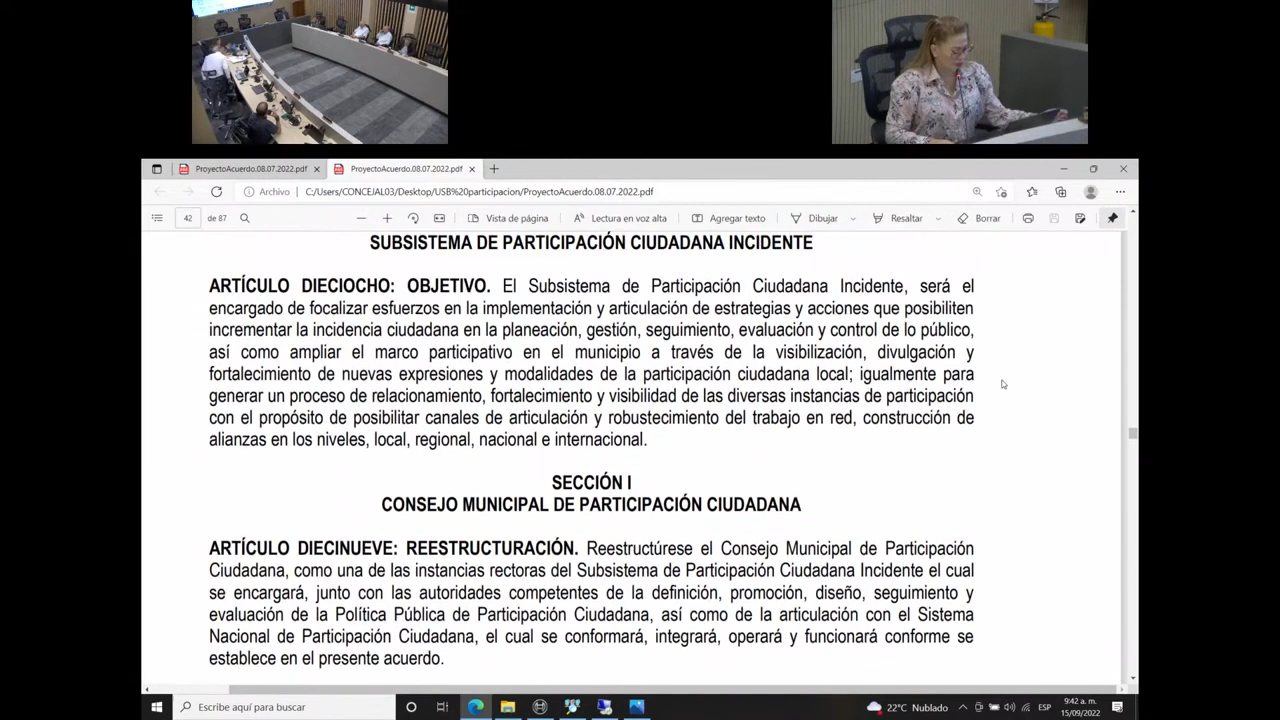 ProyectoAcuerdo.08.07.2022.pdf
ProyectoAcuerdo.08.07.2022.pdf
Archivo
C:/Users/CONCEJAL03/Desktop/USB%20participacion/ProyectoAcuerdo.08.07.2022.pdf
42 de 87
Vista de página
Lectura en voz alta
Agregar texto
Dibujar
Resaltar
Borrar
SUBSISTEMA DE PARTICIPACIÓN CIUDADANA INCIDENTE
ARTÍCULO DIECIOCHO: OBJETIVO. El Subsistema de Participación Ciudadana Incidente, será el
encargado de focalizar esfuerzos en la implementación y articulación de estrategias y acciones que posibiliten
incrementar la incidencia ciudadana en la planeación, gestión, seguimiento, evaluación y control de lo público,
así como ampliar el marco participativo en el municipio a través de la visibilización, divulgación y
fortalecimiento de nuevas expresiones y modalidades de la participación ciudadana local; igualmente para
generar un proceso de relacionamiento, fortalecimiento y visibilidad de las diversas instancias de participación
con el propósito de posibilitar canales de articulación y robustecimiento del trabajo en red, construcción de
alianzas en los niveles, local, regional, nacional e internacional.
SECCIÓN I
CONSEJO MUNICIPAL DE PARTICIPACIÓN CIUDADANA
ARTÍCULO DIECINUEVE: REESTRUCTURACIÓN. Reestructúrese el Consejo Municipal de Participación
Ciudadana, como una de las instancias rectoras del Subsistema de Participación Ciudadana Incidente el cual
se encargará, junto con las autoridades competentes de la definición, promoción, diseño, seguimiento y
evaluación de la Política Pública de Participación Ciudadana, así como de la articulación con el Sistema
Nacional de Participación Ciudadana, el cual se conformará, integrará, operará y funcionará conforme se
establece en el presente acuerdo.
Escribe aquí para buscar
22°C Nublado
ESP
9:42 a. m.
15/09/2022